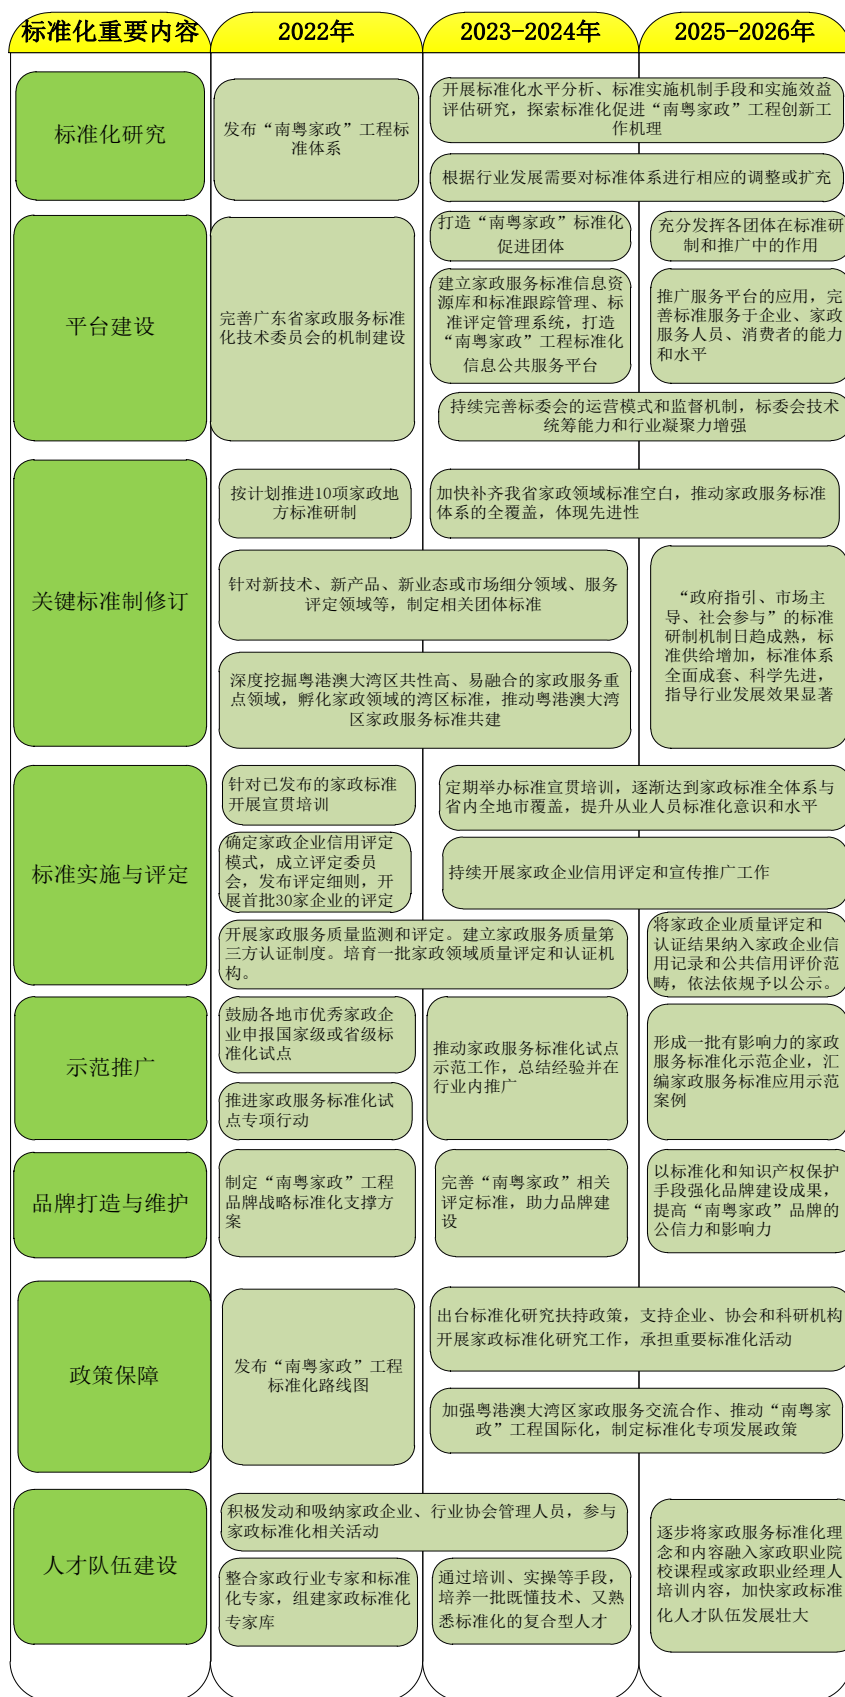 标准化重要内容
2022年
2023-2024年
2025-2026年
标准化研究
发布“南粤家政”工程标
准体系
开展标准化水平分析、标准实施机制手段和实施效益
评估研究，探索标准化促进“南粤家政”工程创新工
作机理
根据行业发展需要对标准体系进行相应的调整或扩充
平台建设
完善广东省家政服务标准
化技术委员会的机制建设
打造“南粤家政”标准化
促进团体
充分发挥各团体在标准研
制和推广中的作用
建立家政服务标准信息资
源库和标准跟踪管理、标
准评定管理系统，打造
“南粤家政”工程标准化
信息公共服务平台
推广服务平台的应用，完
善标准服务于企业、家政
服务人员、消费者的能力
和水平
持续完善标委会的运营模式和监督机制，标委会技术
统筹能力和行业凝聚力增强
关键标准制修订
按计划推进10项家政地
方标准研制
加快补齐我省家政领域标准空白，推动家政服务标准
体系的全覆盖，体现先进性
针对新技术、新产品、新业态或市场细分领域、服务
评定领域等，制定相关团体标准
深度挖掘粤港澳大湾区共性高、易融合的家政服务重
点领域，孵化家政领域的湾区标准，推动粤港澳大湾
区家政服务标准共建
“政府指引、市场主
导、社会参与”的标准
研制机制日趋成熟，标
准供给增加，标准体系
全面成套、科学先进，
指导行业发展效果显著
标准实施与评定
针对已发布的家政标准
开展宣贯培训
定期举办标准宣贯培训，逐渐达到家政标准全体系与
省内全地市覆盖，提升从业人员标准化意识和水平
确定家政企业信用评定
模式，成立评定委员
会，发布评定细则，开
展首批30家企业的评定
持续开展家政企业信用评定和宣传推广工作
开展家政服务质量监测和评定。建立家政服务质量第
三方认证制度。培育一批家政领域质量评定和认证机
构。
将家政企业质量评定和
认证结果纳入家政企业信
用记录和公共信用评价范
畴，依法依规予以公示。
示范推广
鼓励各地市优秀家政企
业申报国家级或省级标
准化试点
推进家政服务标准化试
点专项行动
推动家政服务标准化试点
示范工作，总结经验并在
行业内推广
形成一批有影响力的家政
服务标准化示范企业，汇
编家政服务标准应用示范
案例
品牌打造与维护
制定“南粤家政”工程
品牌战略标准化支撑方
案
完善“南粤家政”相关
评定标准，助力品牌建
设
以标准化和知识产权保护
手段强化品牌建设成果，
提高“南粤家政”品牌的
公信力和影响力
政策保障
发布“南粤家政”工程
标准化路线图
出台标准化研究扶持政策，支持企业、协会和科研机构
开展家政标准化研究工作，承担重要标准化活动
加强粤港澳大湾区家政服务交流合作、推动“南粤家
政”工程国际化，制定标准化专项发展政策
人才队伍建设
积极发动和吸纳家政企业、行业协会管理人员，参与
家政标准化相关活动
整合家政行业专家和标准
化专家，组建家政标准化
专家库
通过培训、实操等手段，
培养一批既懂技术、又熟
悉标准化的复合型人才
逐步将家政服务标准化理
念和内容融入家政职业院
校课程或家政职业经理人
培训内容，加快家政标准
化人才队伍发展壮大